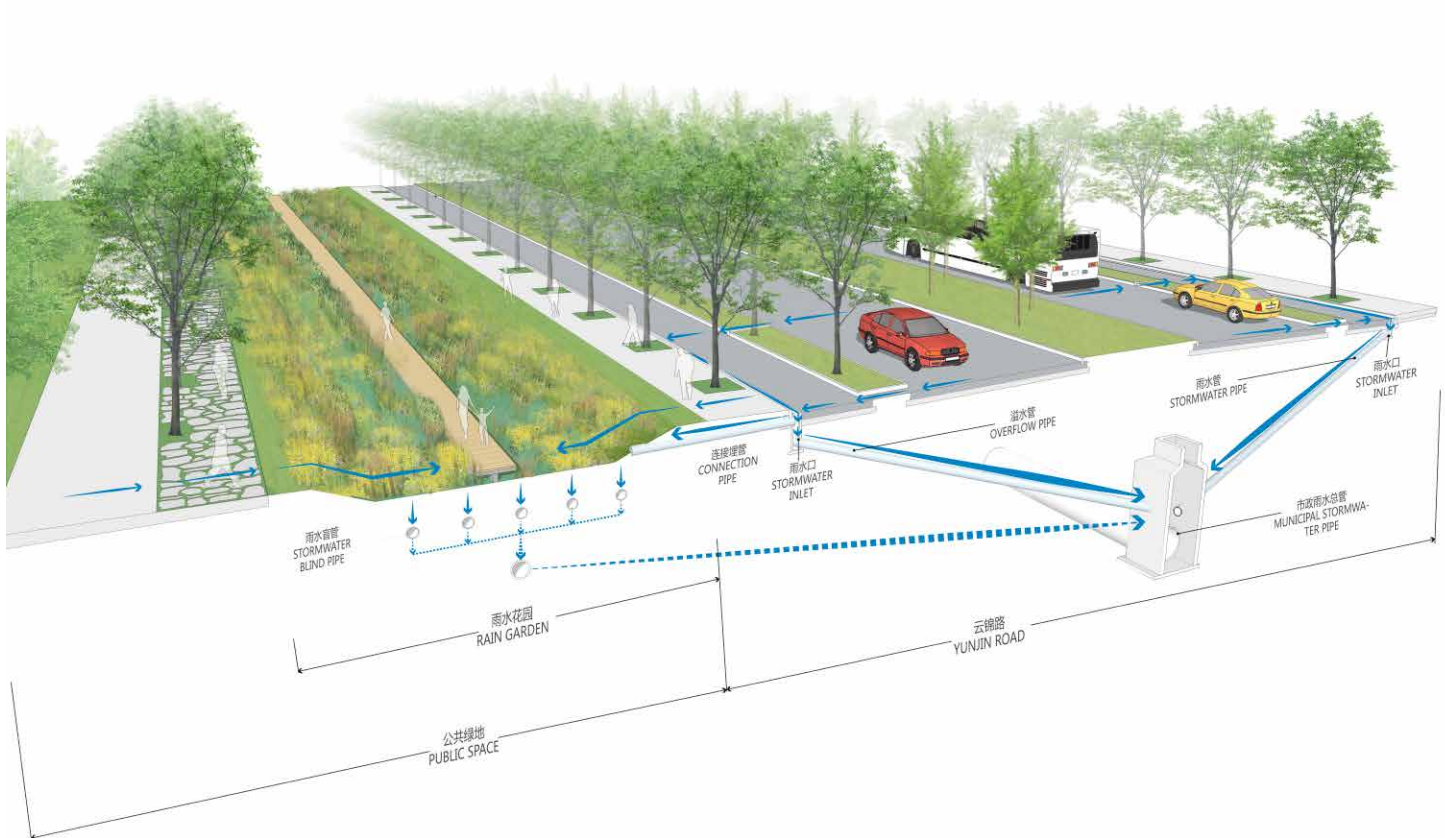 雨水管
STORMWATER PIPE
雨水口
STORMWATER
INLET
溢水管
OVERFLOW PIPE
连接埋管
CONNECTION
PIPE
雨水口
STORMWATER
INLET
市政雨水总管
MUNICIPAL STORMWA-
TER PIPE
雨水盲管
STORMWATER
BLIND PIPE
雨水花园
RAIN GARDEN
云锦路
YUNJIN ROAD
公共绿地
PUBLIC SPACE